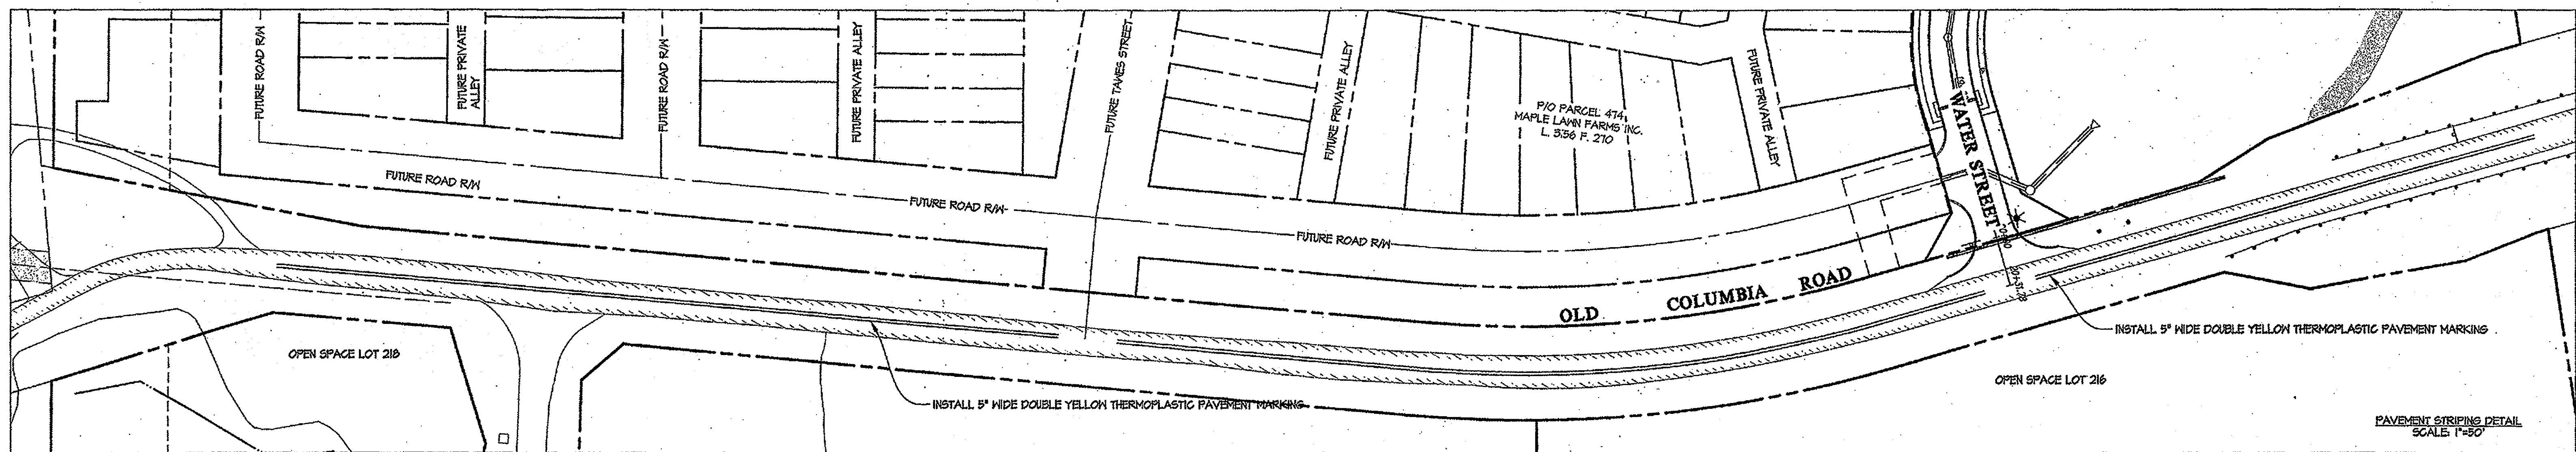 FUTURE ROAD R/W
FUTURE PRIVATE
ALLEY
FUTURE ROAD R/W
FUTURE PRIVATE ALLEY
FUTURE TAWES STREET
FUTURE PRIVATE ALLEY
P/O PARCEL 474
MAPLE LAWN FARMS INC.
L. 3356 F. 270
FUTURE PRIVATE ALLEY
WATER STREET
FUTURE ROAD R/W
FUTURE ROAD R/W
FUTURE ROAD R/W
OLD COLUMBIA ROAD
INSTALL 5" WIDE DOUBLE YELLOW THERMOPLASTIC PAVEMENT MARKING
OPEN SPACE LOT 218
OPEN SPACE LOT 216
INSTALL 5" WIDE DOUBLE YELLOW THERMOPLASTIC PAVEMENT MARKING
PAVEMENT STRIPING DETAIL
SCALE: 1"=50'